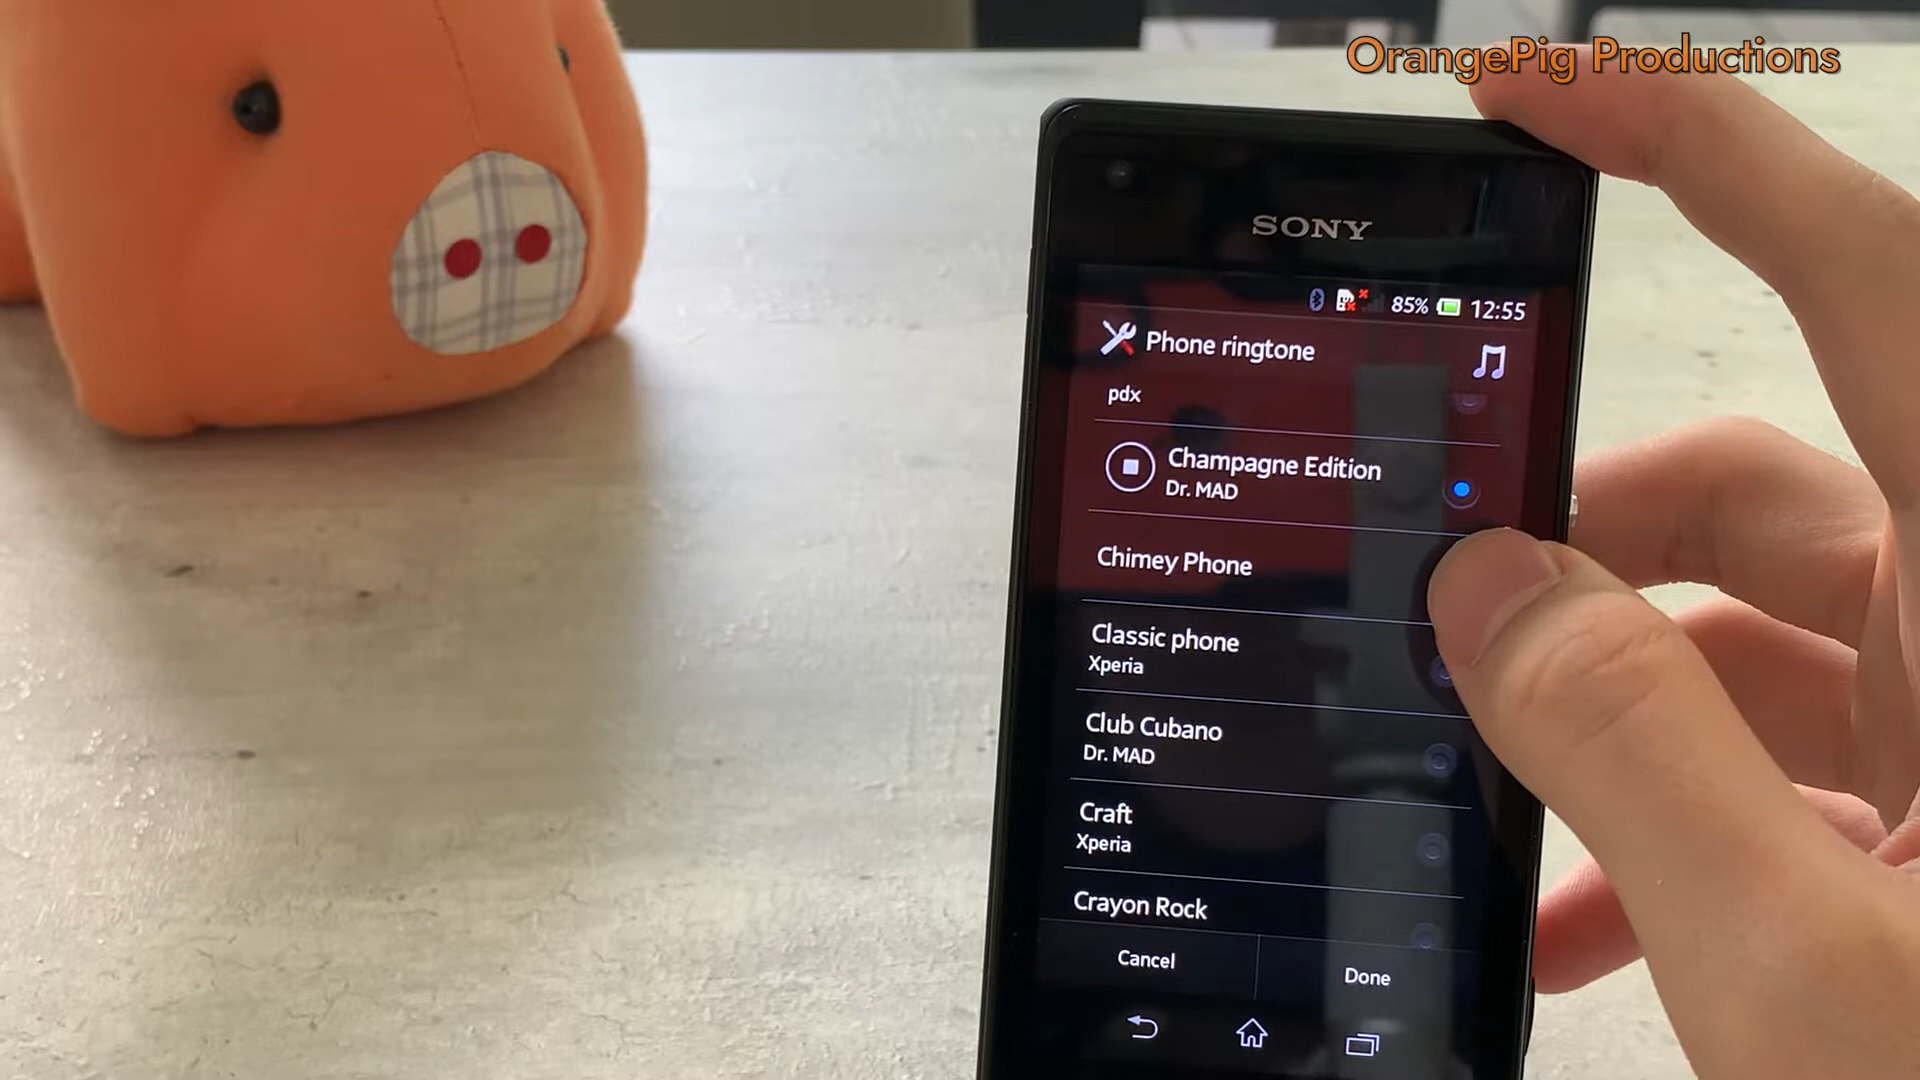 OrangePig Productions
SONY
85% 12:55
Phone ringtone
pdx
Champagne Edition
Dr. MAD
Chimey Phone
Classic phone
Xperia
Club Cubano
Dr. MAD
Craft
Xperia
Crayon Rock
Cancel
Done